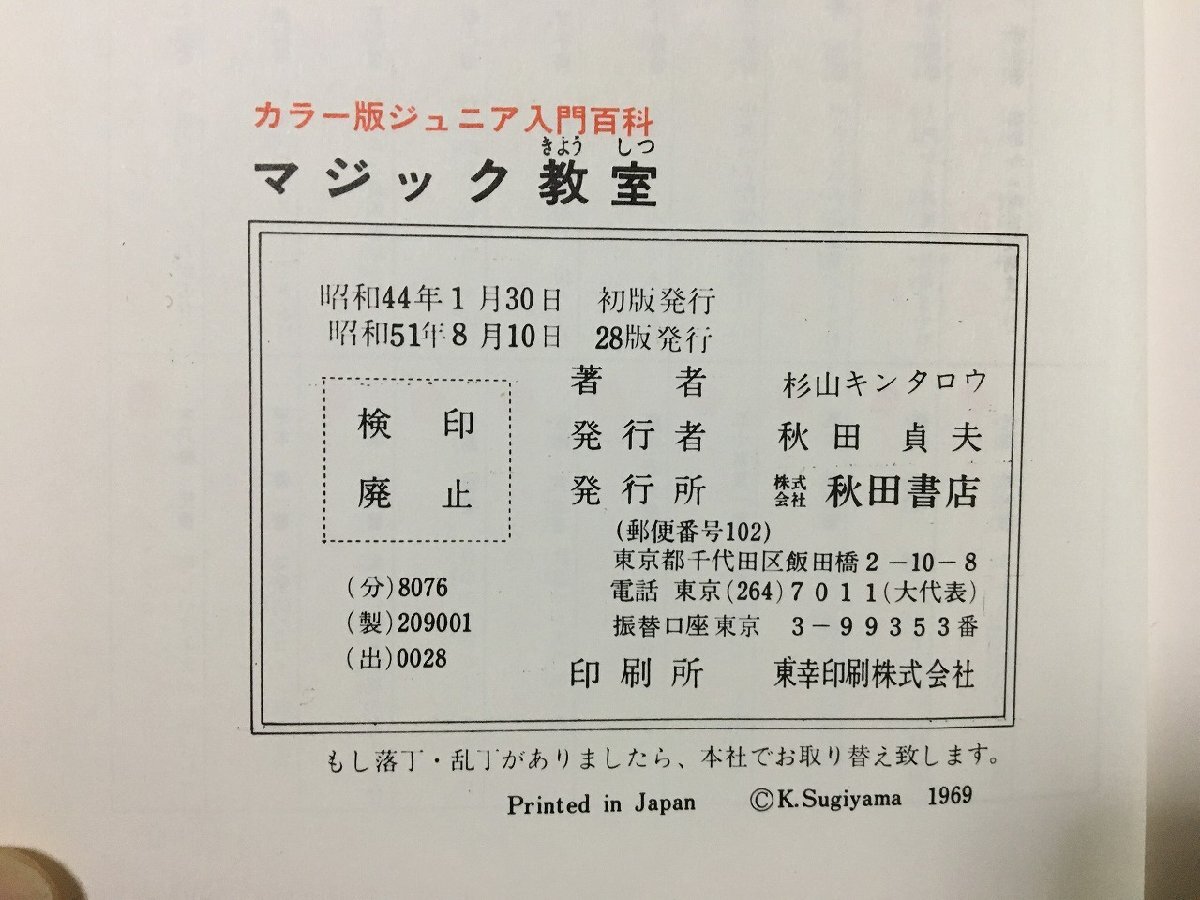 カラー版ジュニア入門百科
きよう しつ
マジック教室
昭和44年1月30日 初版発行
昭和51年8月10日 28版発行
検印
廃止
著者 杉山キンタロウ
発行者 秋田貞夫
発行所 株式会社 秋田書店
(郵便番号102)
東京都千代田区飯田橋2-10-8
電話 東京(264)7011(大代表)
振替口座東京 3-99353番
印刷所 東幸印刷株式会社
(分)8076
(製)209001
(出)0028
もし落丁・乱丁がありましたら、本社でお取り替え致します。
Printed in Japan ©K.Sugiyama 1969